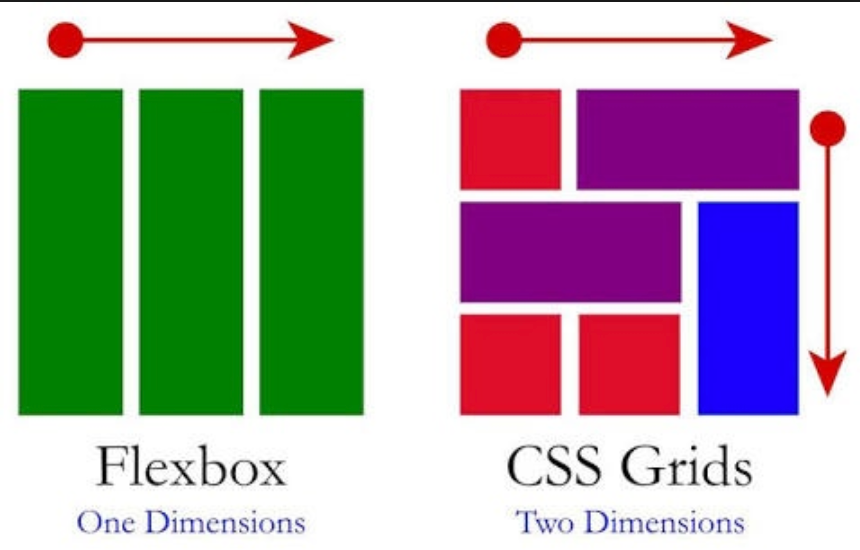 Flexbox
One Dimensions
CSS Grids
Two Dimensions